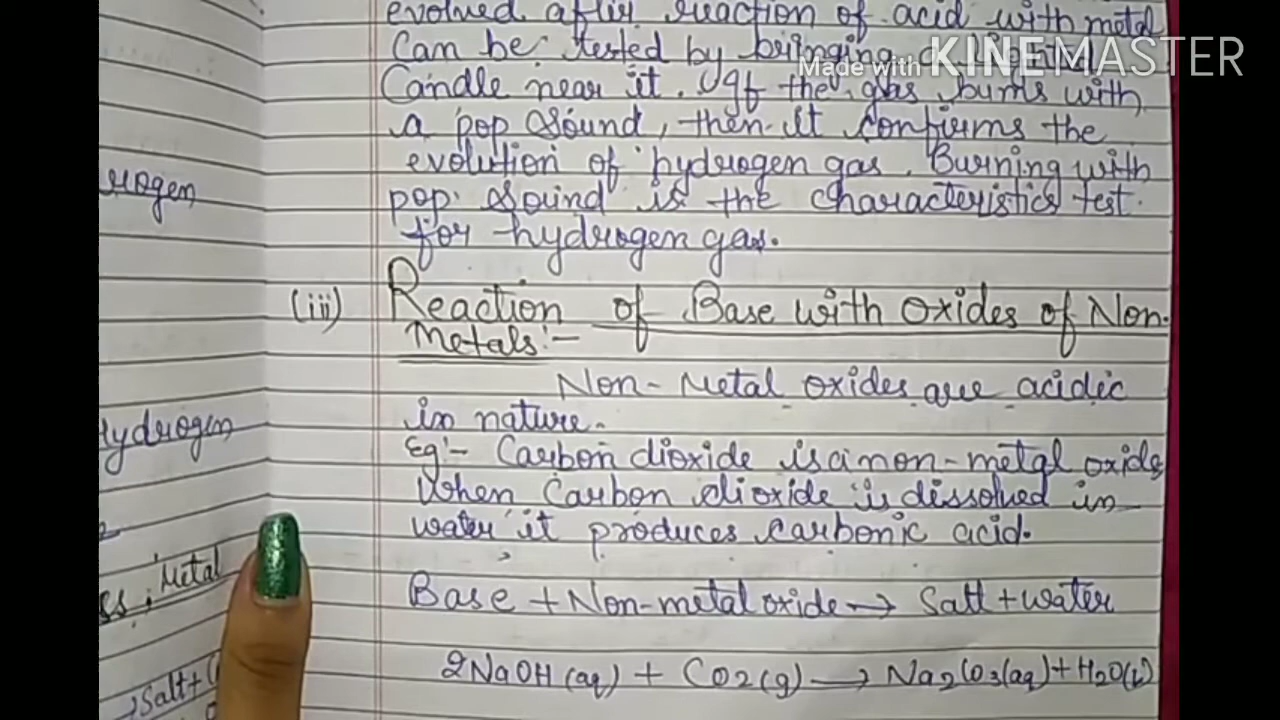 evolved after reaction of acid with metal
Can be tested by bringing a lighted
Made with KINEMASTER
Candle near it. If the gas burns with
a pop sound, then it confirms the
evolution of hydrogen gas. Burning with
rogen
pop sound is the characteristics test
for hydrogen gas.
(iii) Reaction of Base with Oxides of Non-
Metals:-
Non-Metal oxides are acidic
in nature.
Hydrogen
Eg:- Carbon dioxide is a non-metal oxide
When Carbon dioxide is dissolved in
water it produces carbonic acid.
Metal
Base + Non-metal oxide → Salt + water
2NaOH(aq) + CO2(g) → Na2CO3(aq) + H2O(l)
→ Salt + (